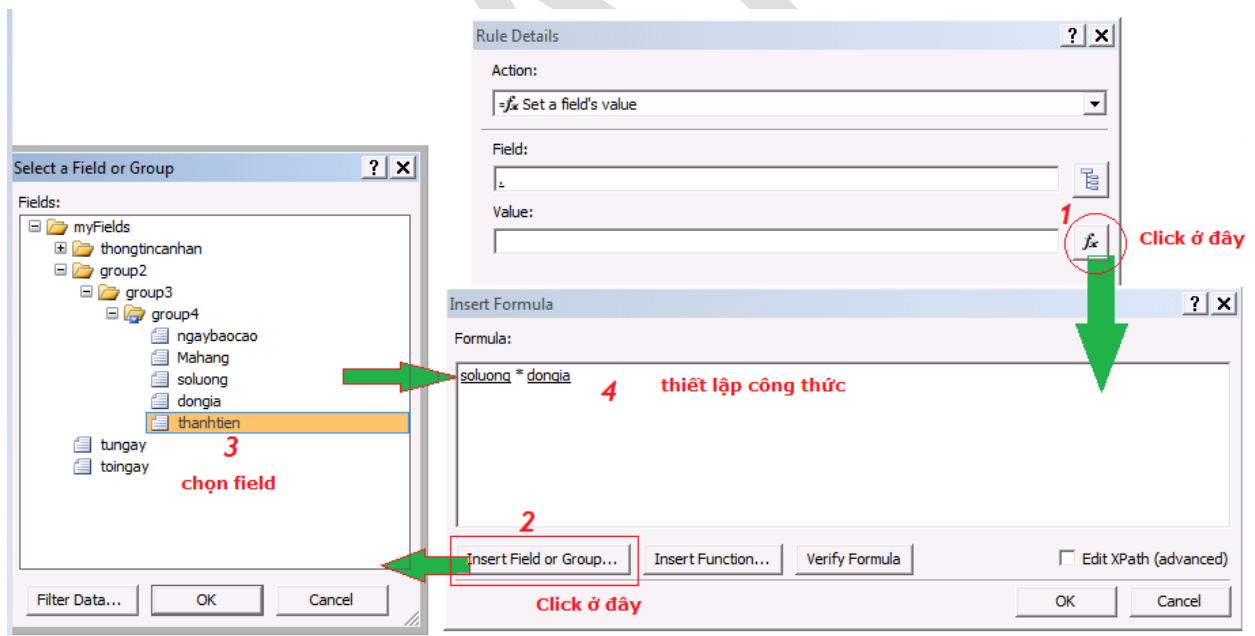 Rule Details
Action:
Set a field's value
Field:
.
Value:
1
fx
Click ở đây
Select a Field or Group
Fields:
myFields
thongtincanhan
group2
group3
group4
ngaybaocao
Mahang
soluong
dongia
thanhtien
tungay
toingay
3
chọn field
Filter Data...
OK
Cancel
Insert Formula
Formula:
soluong * dongia
4
thiết lập công thức
2
Insert Field or Group...
Insert Function...
Verify Formula
Edit XPath (advanced)
Click ở đây
OK
Cancel